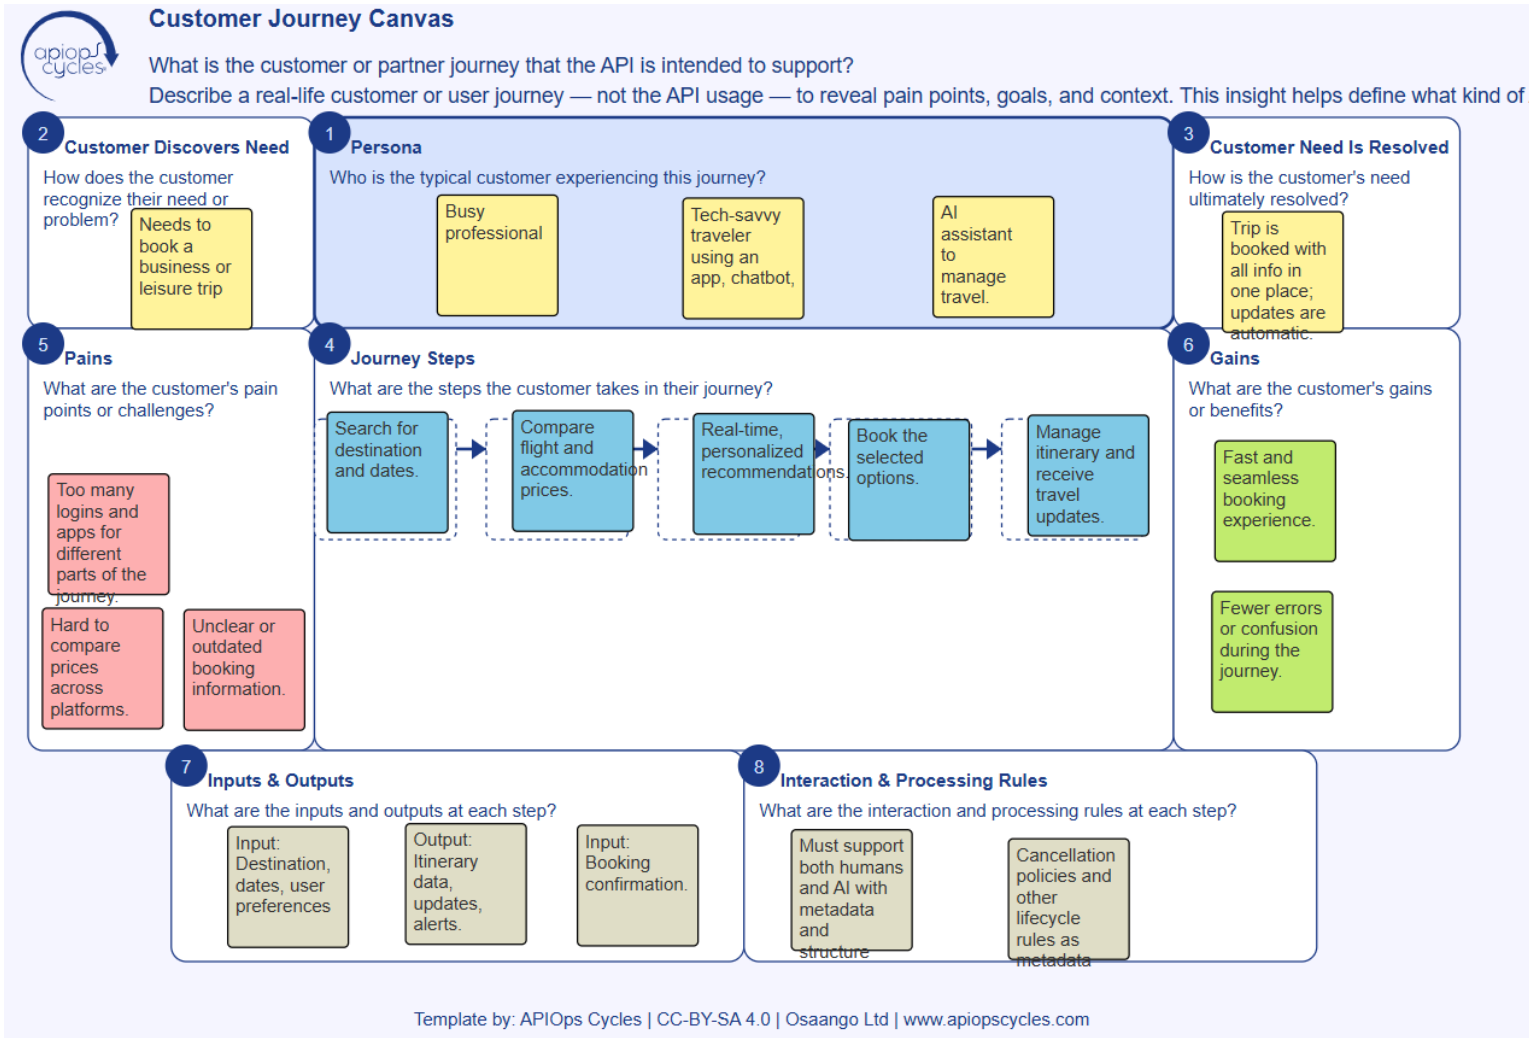 apiops
cycles
Customer Journey Canvas
What is the customer or partner journey that the API is intended to support?
Describe a real-life customer or user journey — not the API usage — to reveal pain points, goals, and context. This insight helps define what kind of
2
Customer Discovers Need
How does the customer
recognize their need or
problem?
Needs to
book a
business or
leisure trip
1
Persona
Who is the typical customer experiencing this journey?
Busy
professional
Tech-savvy
traveler
using an
app, chatbot,
AI
assistant
to
manage
travel.
3
Customer Need Is Resolved
How is the customer's need
ultimately resolved?
Trip is
booked with
all info in
one place;
updates are
automatic.
5
Pains
What are the customer's pain
points or challenges?
Too many
logins and
apps for
different
parts of the
journey.
Hard to
compare
prices
across
platforms.
Unclear or
outdated
booking
information.
4
Journey Steps
What are the steps the customer takes in their journey?
Search for
destination
and dates.
Compare
flight and
accommodation
prices.
Real-time,
personalized
recommendations.
Book the
selected
options.
Manage
itinerary and
receive
travel
updates.
6
Gains
What are the customer's gains
or benefits?
Fast and
seamless
booking
experience.
Fewer errors
or confusion
during the
journey.
7
Inputs & Outputs
What are the inputs and outputs at each step?
Input:
Destination,
dates, user
preferences
Output:
Itinerary
data,
updates,
alerts.
Input:
Booking
confirmation.
8
Interaction & Processing Rules
What are the interaction and processing rules at each step?
Must support
both humans
and AI with
metadata
and
structure
Cancellation
policies and
other
lifecycle
rules as
metadata
Template by: APIOps Cycles | CC-BY-SA 4.0 | Osaango Ltd | www.apiopscycles.com